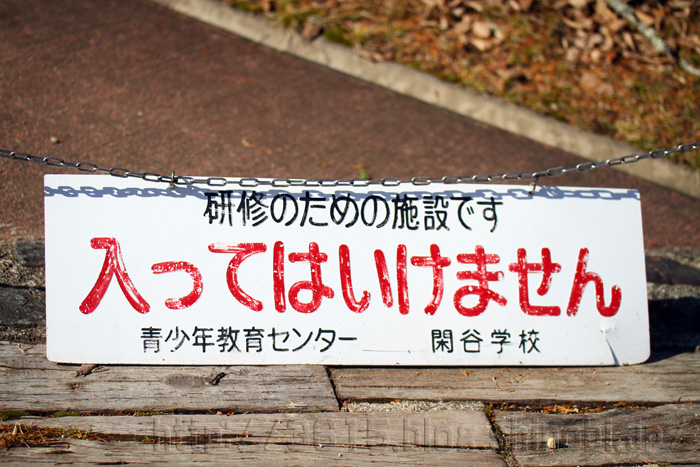 研修のための施設です
入ってはいけません
青少年教育センター 閑谷学校